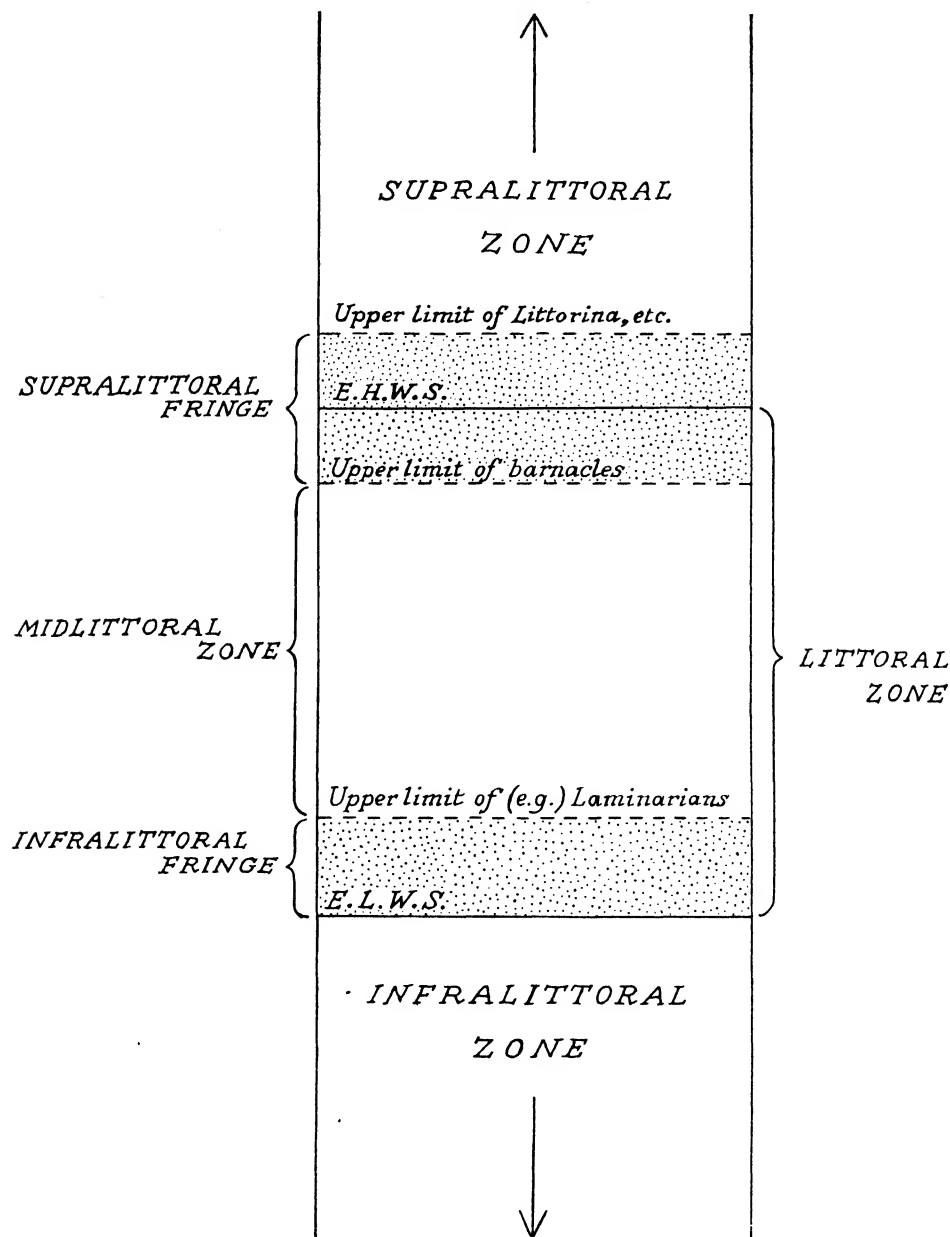 SUPRALITTORAL
ZONE
Upper limit of Littorina, etc.
SUPRALITTORAL
FRINGE
E.H.W.S.
Upper limit of barnacles
MIDLITTORAL
ZONE
LITTORAL
ZONE
Upper limit of (e.g.) Laminarians
INFRALITTORAL
FRINGE
E.L.W.S.
INFRALITTORAL
ZONE